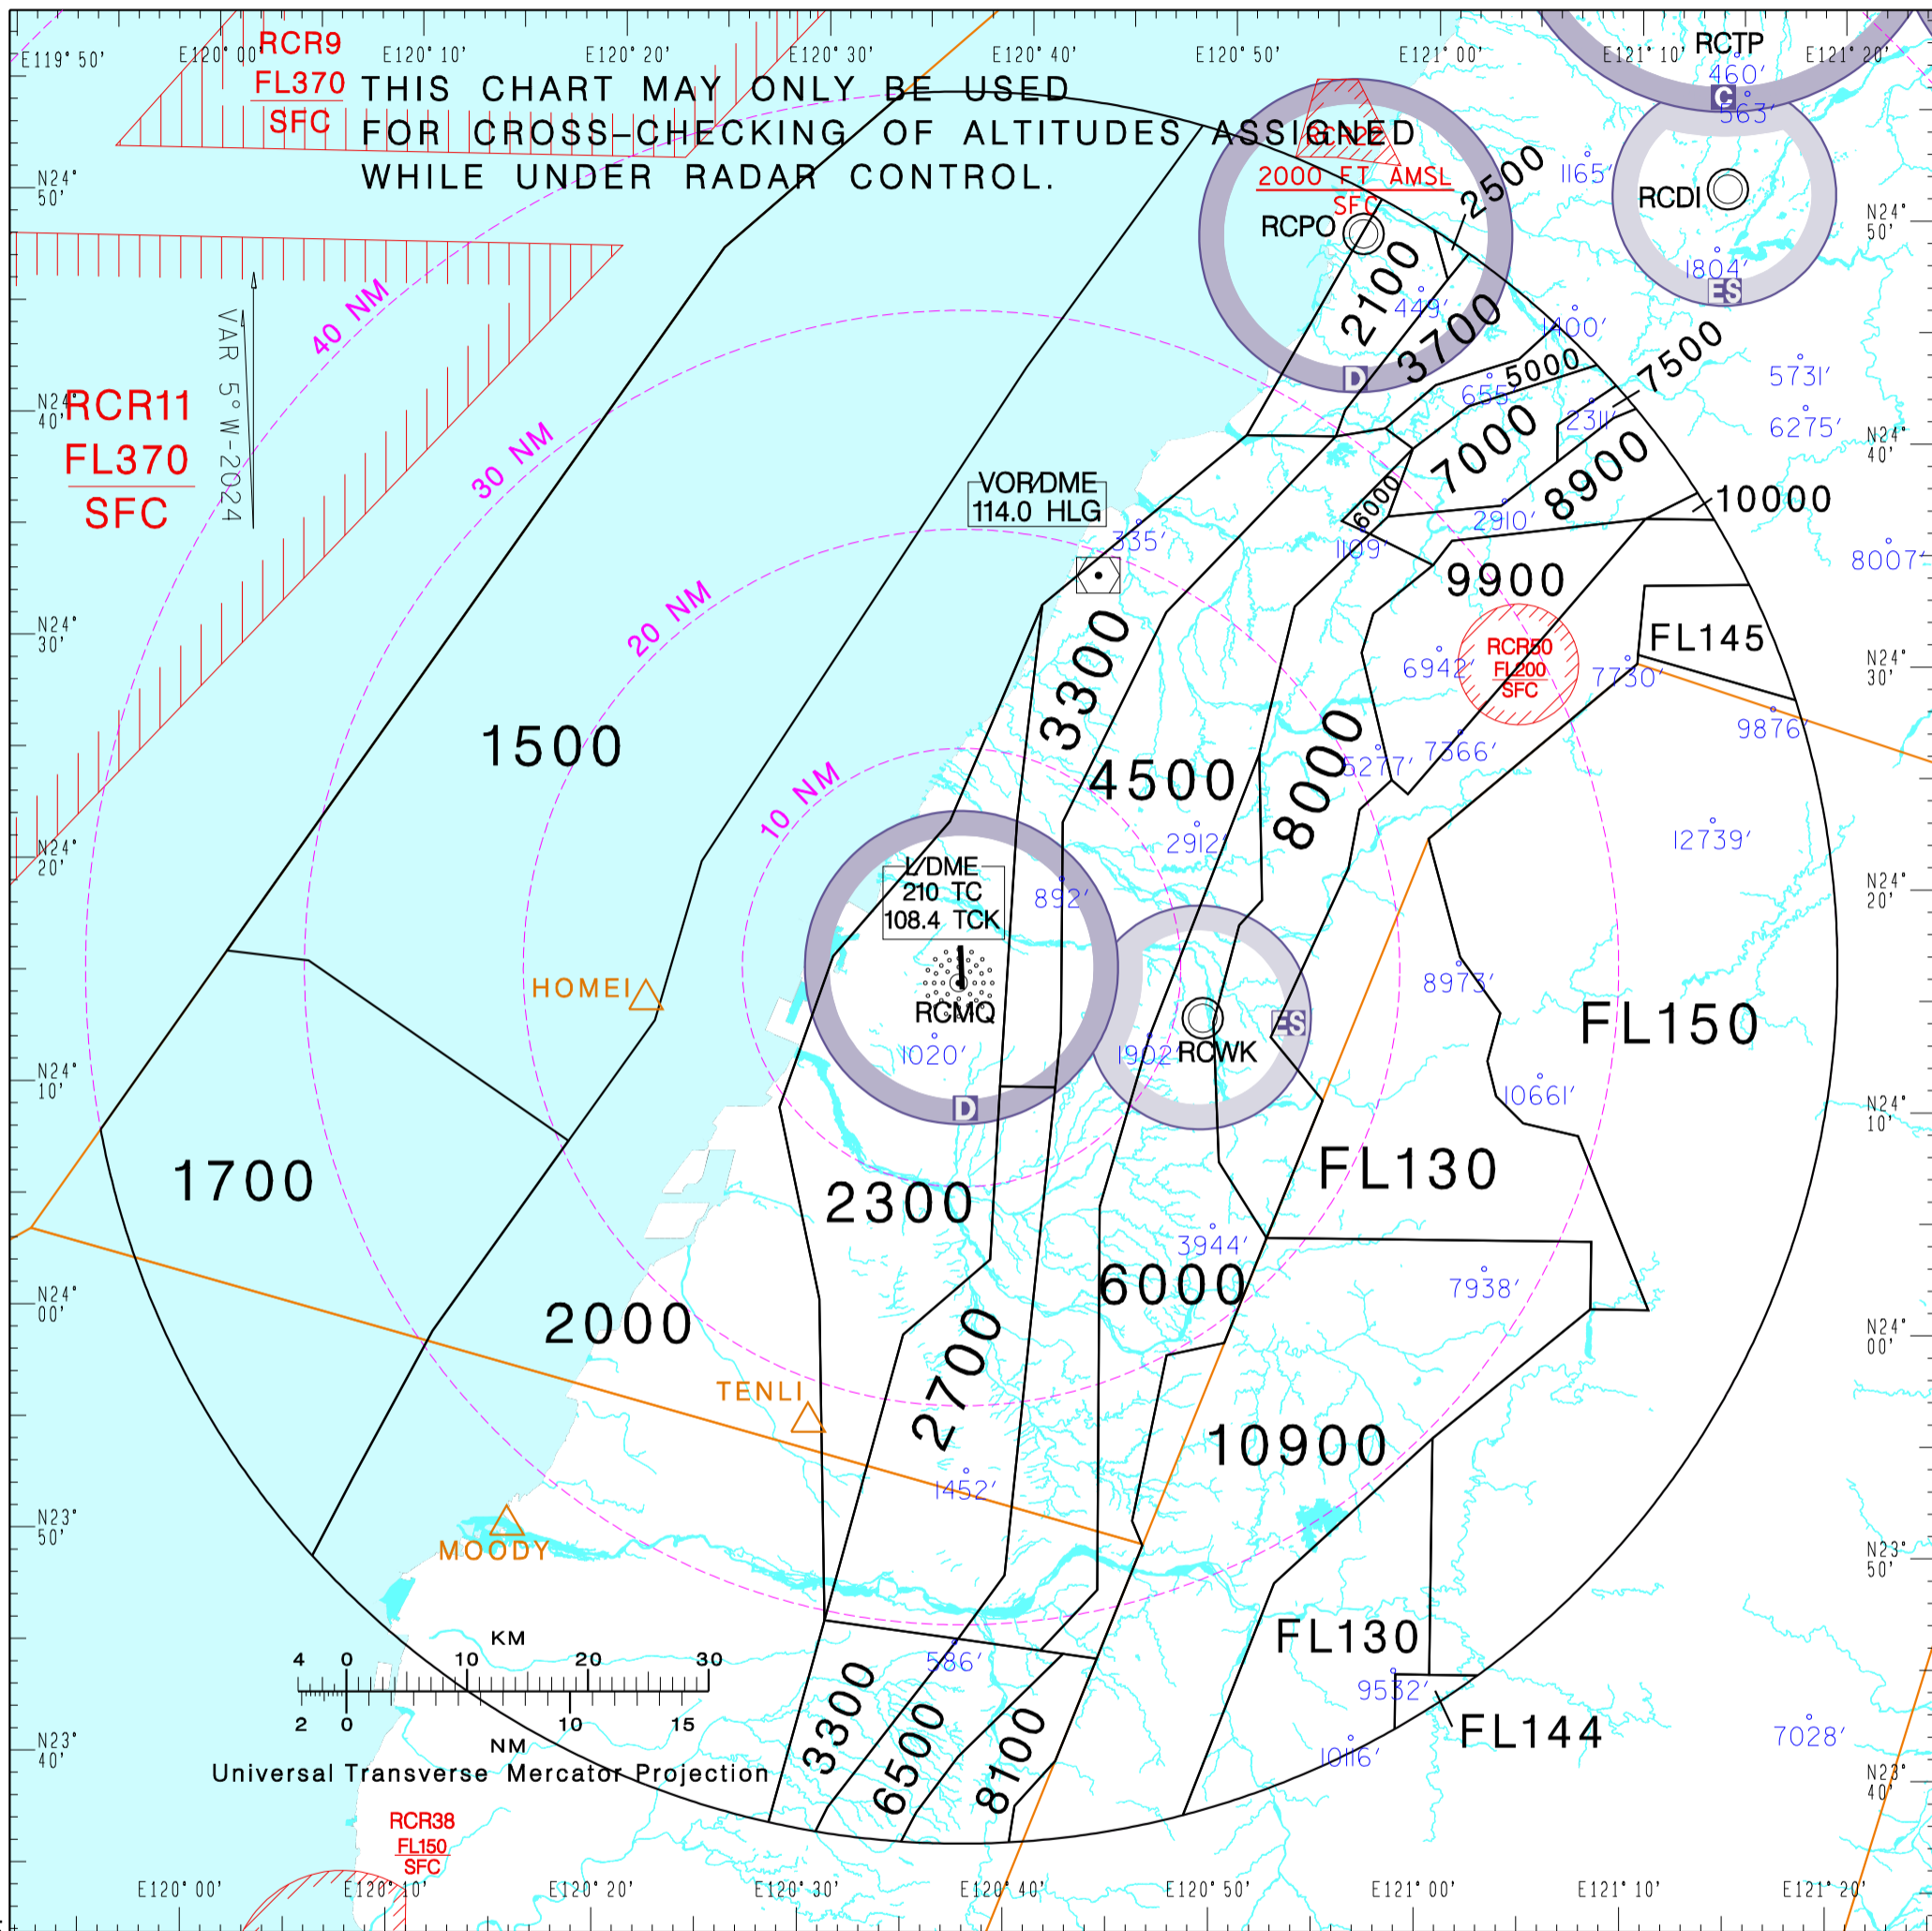 E119°50' E120°00' E120°10' E120°20' E120°30' E120°40' E120°50' E121°00' E121°10' E121°20'
RCR9
FL370
SFC
THIS CHART MAY ONLY BE USED
FOR CROSS-CHECKING OF ALTITUDES ASSIGNED
WHILE UNDER RADAR CONTROL.
RCTP
460'
C
563'
RCR22
2000 FT AMSL
SFC
RCPO
2500
1165'
RCDI
1804'
ES
N24°
50'
N24°
50'
40 NM
VAR 5°W-2024
2100
449'
3700
1400'
D
5000
655'
7500
5731'
6275'
RCR11
FL370
SFC
N24°
40'
N24°
40'
30 NM
7000
2311'
8900
VOR/DME
114.0 HLG
335'
6000
1109'
2910'
10000
8007'
9900
20 NM
N24°
30'
N24°
30'
3300
FL145
6942'
RCR50
FL200
SFC
7730'
9876'
1500
10 NM
4500
8000
5277'
7366'
2912'
12739'
N24°
20'
N24°
20'
L/DME
210 TC
108.4 TCK
892'
HOMEI
RCMQ
1020'
1902'
RCWK
ES
8973'
FL150
10661'
N24°
10'
N24°
10'
D
1700
2300
FL130
3944'
6000
7938'
N24°
00'
N24°
00'
2000
2700
TENLI
10900
1452'
MOODY
N23°
50'
N23°
50'
KM
4 0 10 20 30
2 0 10 15
NM
Universal Transverse Mercator Projection
586'
3300
6500
8100
FL130
9532'
FL144
10116'
7028'
N23°
40'
N23°
40'
RCR38
FL150
SFC
E120°00' E120°10' E120°20' E120°30' E120°40' E120°50' E121°00' E121°10' E121°20'